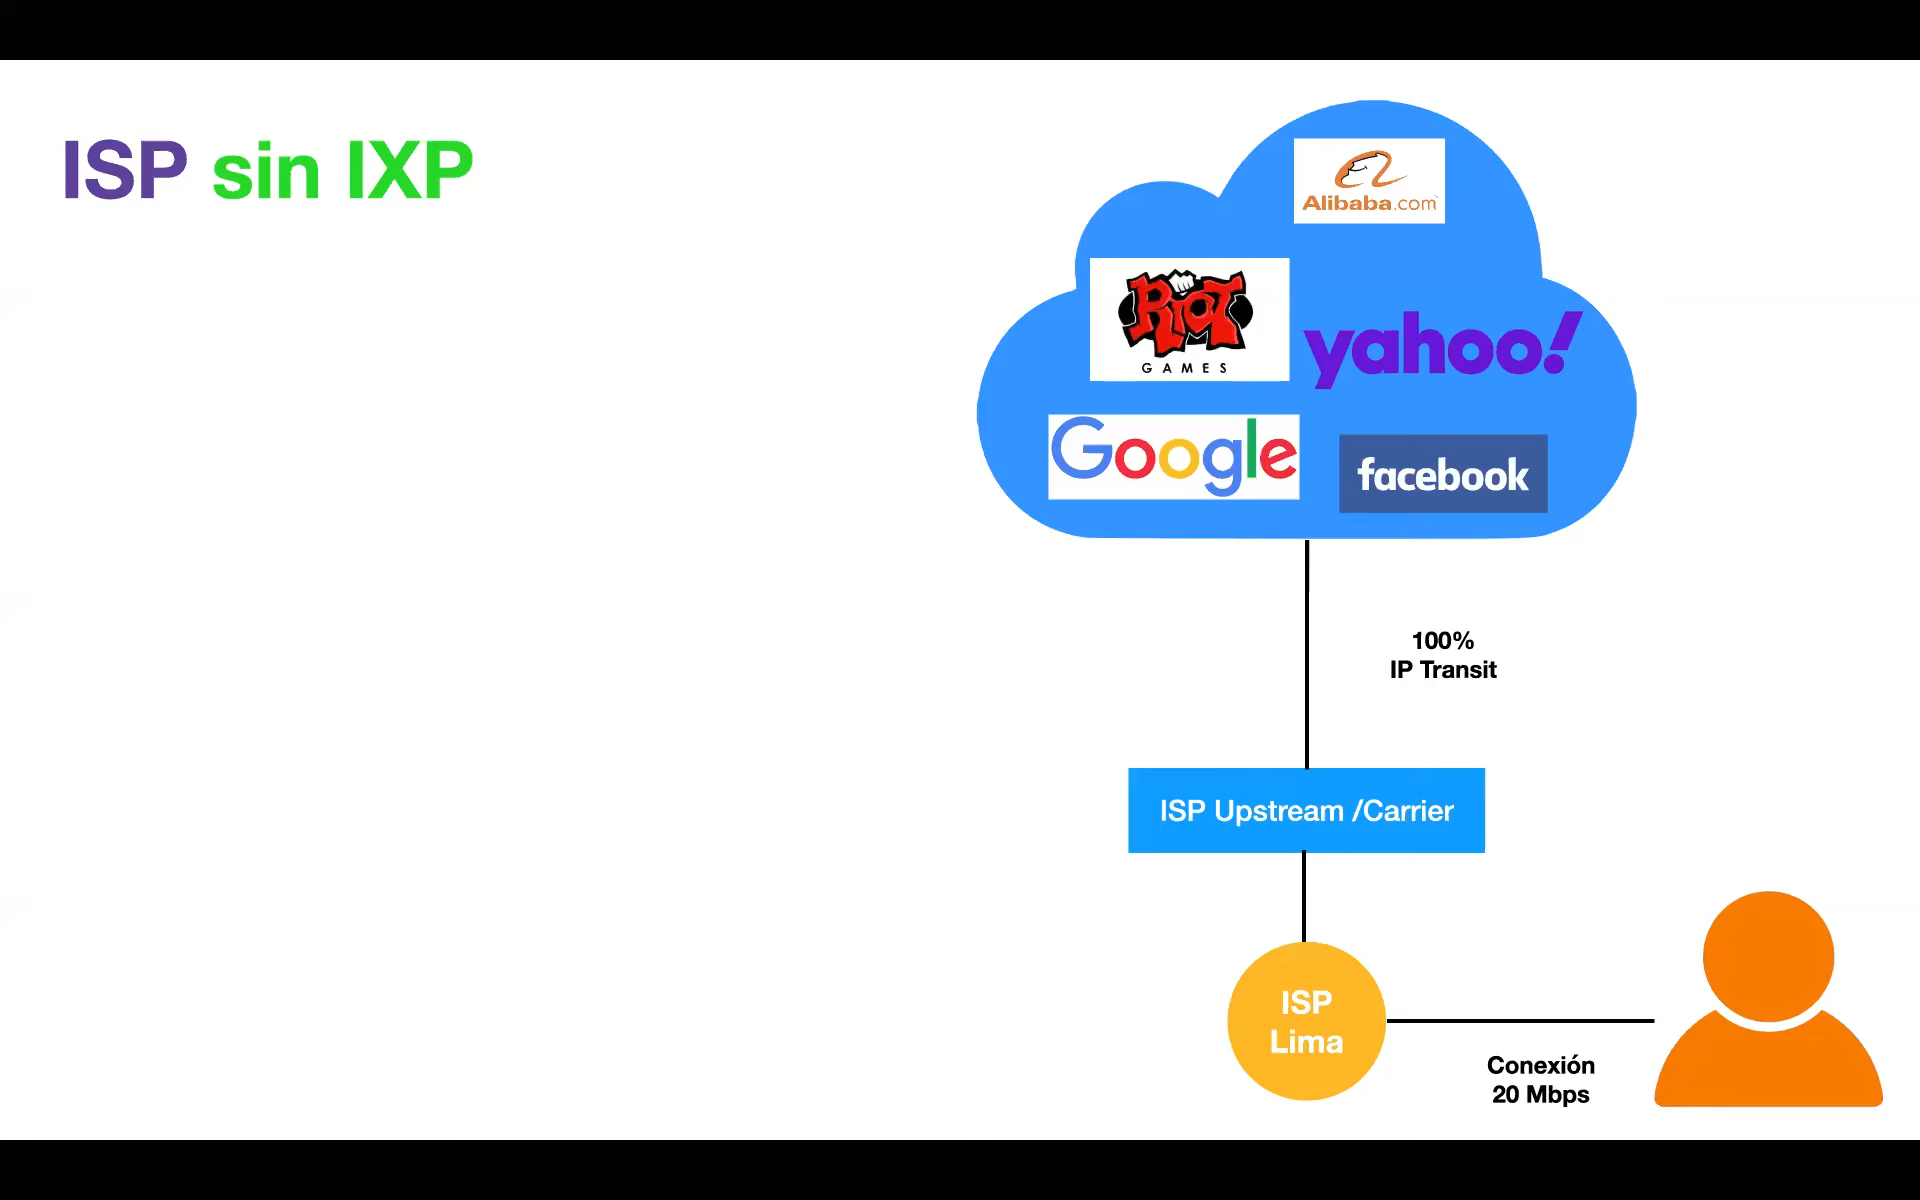 ISP sin IXP
Alibaba.com
RIOT
GAMES
yahoo!
Google
facebook
100%
IP Transit
ISP Upstream /Carrier
ISP
Lima
Conexión
20 Mbps